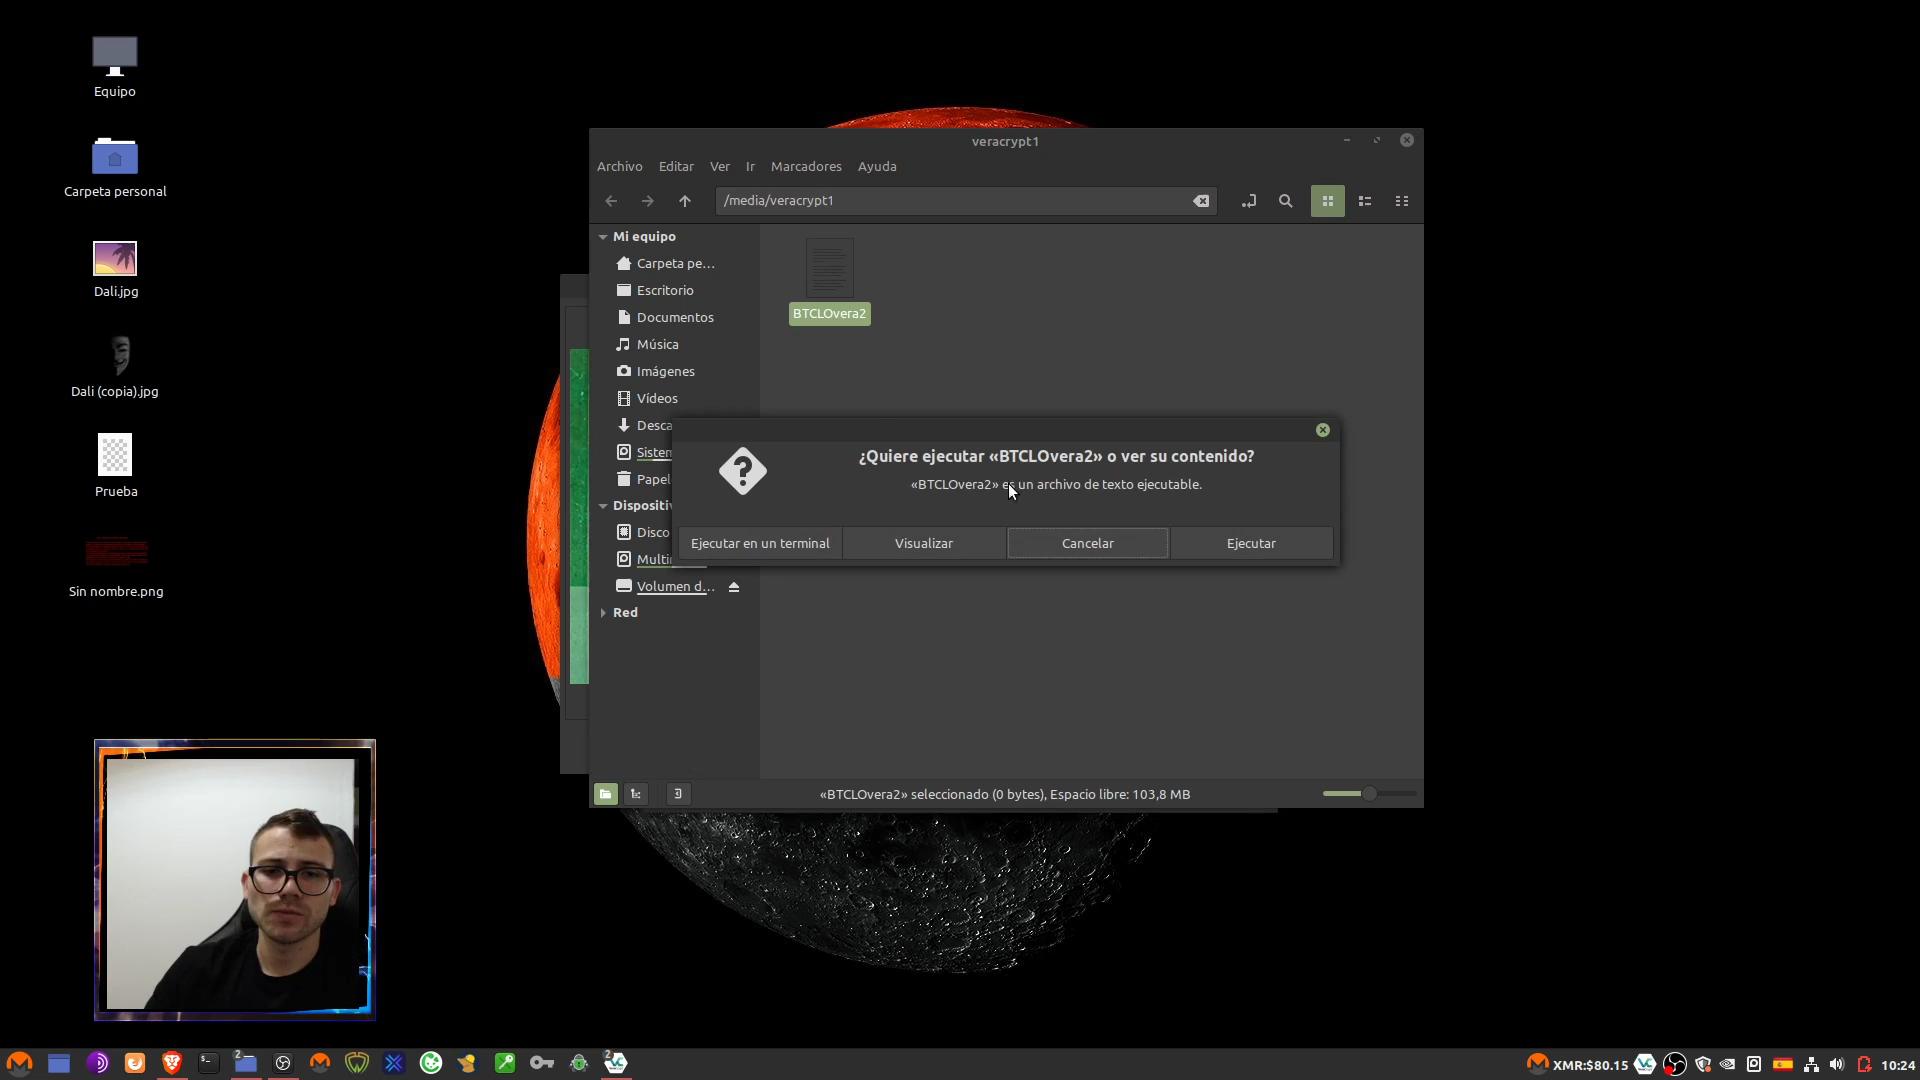 Equipo
Carpeta personal
Dali.jpg
Dali (copia).jpg
Prueba
Sin nombre.png
veracrypt1
Archivo Editar Ver Ir Marcadores Ayuda
/media/veracrypt1
Mi equipo
Carpeta pe...
Escritorio
Documentos
Música
Imágenes
Vídeos
Desca
Sistem
Papel
Dispositiv
Disco
Multi
Volumen d...
Red
BTCLOvera2
¿Quiere ejecutar «BTCLOvera2» o ver su contenido?
«BTCLOvera2» es un archivo de texto ejecutable.
Ejecutar en un terminal Visualizar Cancelar Ejecutar
«BTCLOvera2» seleccionado (0 bytes), Espacio libre: 103,8 MB
2
2
XMR:$80.15
10:24